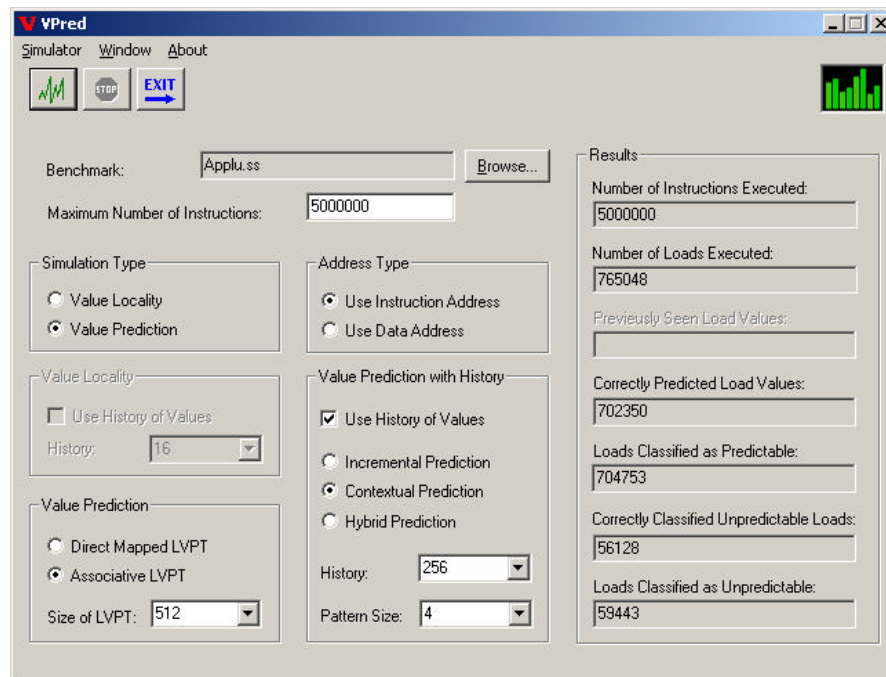 VPred
Simulator Window About
STOP
EXIT
Benchmark: Applu.ss Browse...
Maximum Number of Instructions: 5000000
Simulation Type
Value Locality
Value Prediction
Address Type
Use Instruction Address
Use Data Address
Value Locality
Use History of Values
History: 16
Value Prediction with History
Use History of Values
Incremental Prediction
Contextual Prediction
Hybrid Prediction
History: 256
Pattern Size: 4
Value Prediction
Direct Mapped LVPT
Associative LVPT
Size of LVPT: 512
Results
Number of Instructions Executed:
5000000
Number of Loads Executed:
765048
Previeusly Seen Load Values:
Correctly Predicted Load Values:
702350
Loads Classified as Predictable:
704753
Correctly Classified Unpredictable Loads:
56128
Loads Classified as Unpredictable:
59443